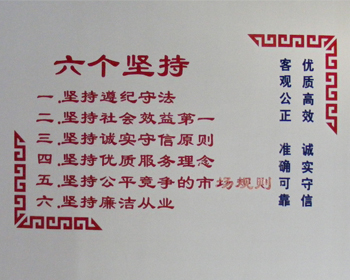 六个坚持
一.坚持遵纪守法
二.坚持社会效益第一
三.坚持诚实守信原则
四.坚持优质服务理念
五.坚持公平竞争的市场规则
六.坚持廉洁从业
优质高效 诚实守信
客观公正 准确可靠